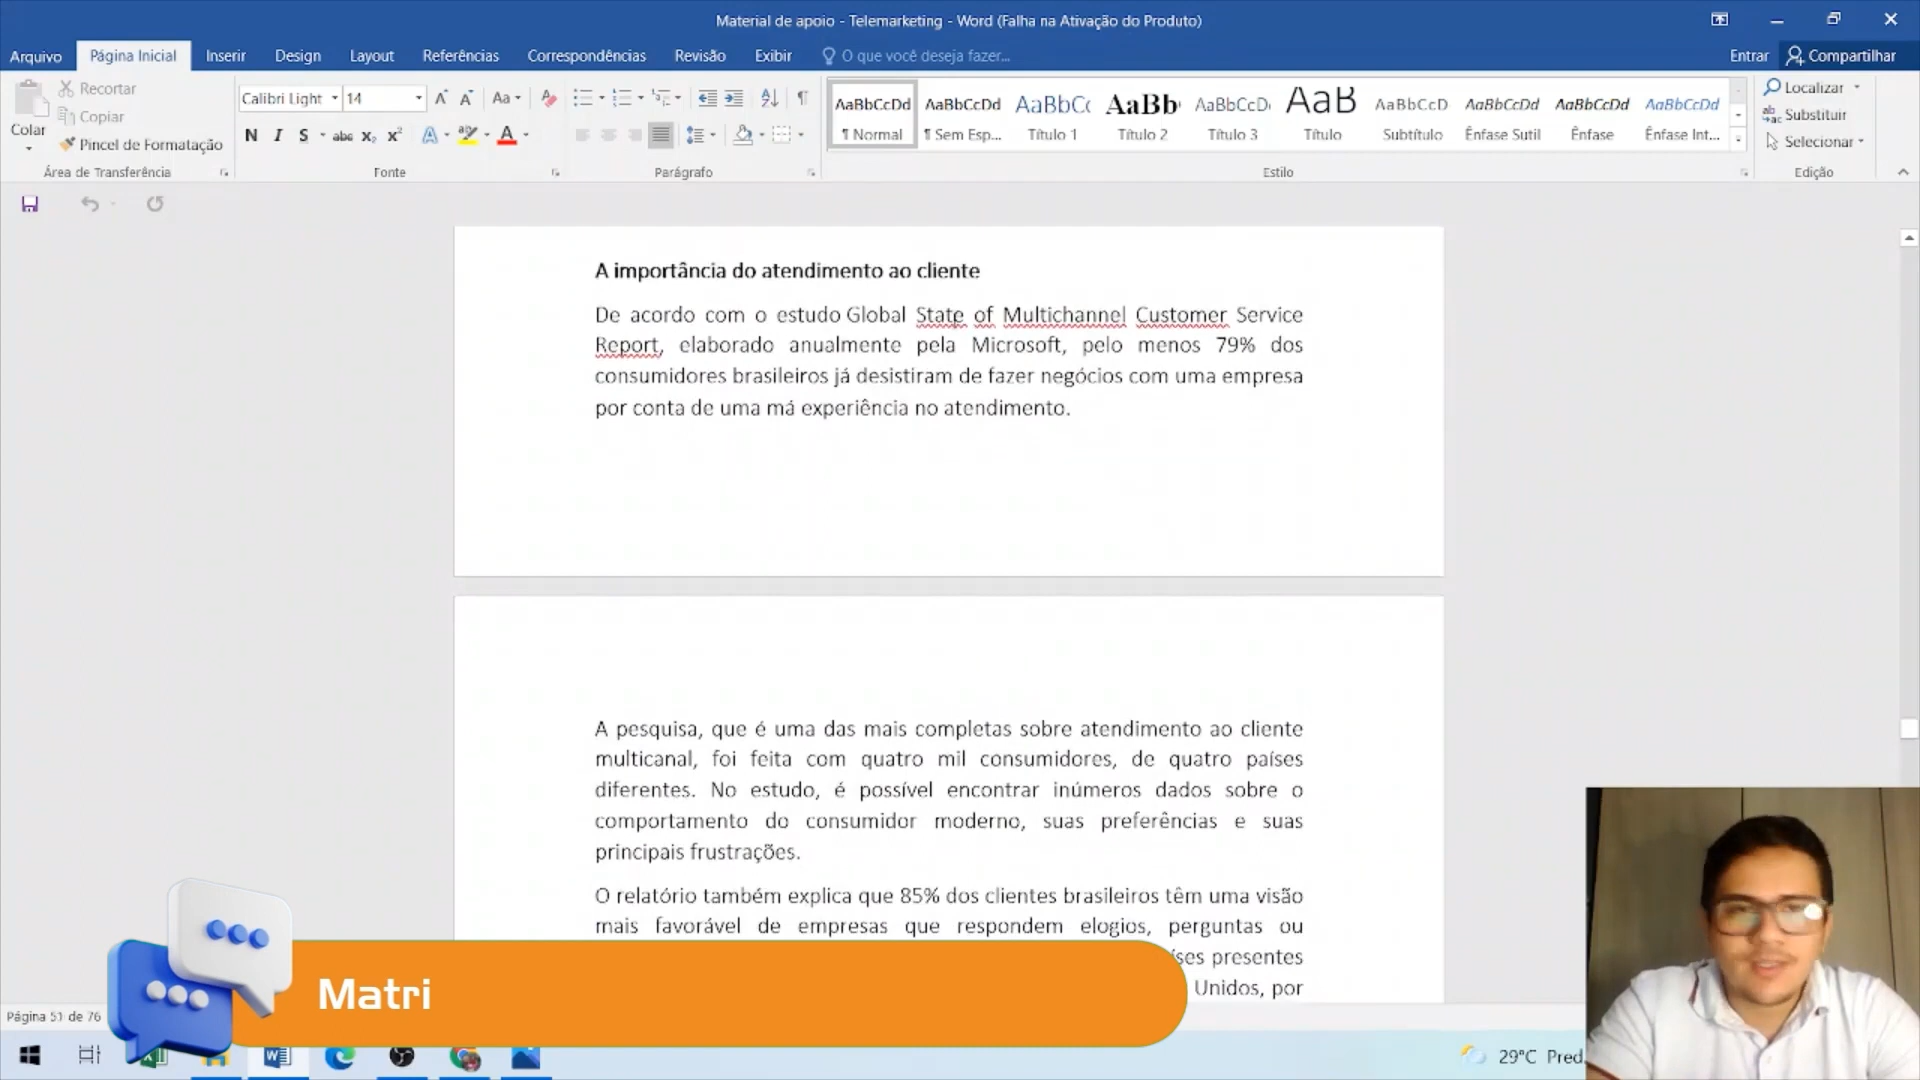 Material de apoio - Telemarketing - Word (Falha na Ativação do Produto)
Arquivo Página Inicial Inserir Design Layout Referências Correspondências Revisão Exibir O que você deseja fazer... Entrar Compartilhar
Colar
Recortar
Copiar
Pincel de Formatação
Área de Transferência
Calibri Light 14
Aa
N I S abc x₂ x² A A
Fonte
Parágrafo
AaBbCcDd AaBbCcDd AaBbCc AaBb AaBbCcD AaB AaBbCcD AaBbCcDd AaBbCcDd AaBbCcDd
¶ Normal ¶ Sem Esp... Título 1 Título 2 Título 3 Título Subtítulo Ênfase Sutil Ênfase Ênfase Int...
Estilo
Localizar
Substituir
Selecionar
Edição
A importância do atendimento ao cliente
De acordo com o estudo Global State of Multichannel Customer Service
Report, elaborado anualmente pela Microsoft, pelo menos 79% dos
consumidores brasileiros já desistiram de fazer negócios com uma empresa
por conta de uma má experiência no atendimento.
A pesquisa, que é uma das mais completas sobre atendimento ao cliente
multicanal, foi feita com quatro mil consumidores, de quatro países
diferentes. No estudo, é possível encontrar inúmeros dados sobre o
comportamento do consumidor moderno, suas preferências e suas
principais frustrações.
O relatório também explica que 85% dos clientes brasileiros têm uma visão
mais favorável de empresas que respondem elogios, perguntas ou
íses presentes
Unidos, por
Matri
Página 51 de 76
29°C Pred.